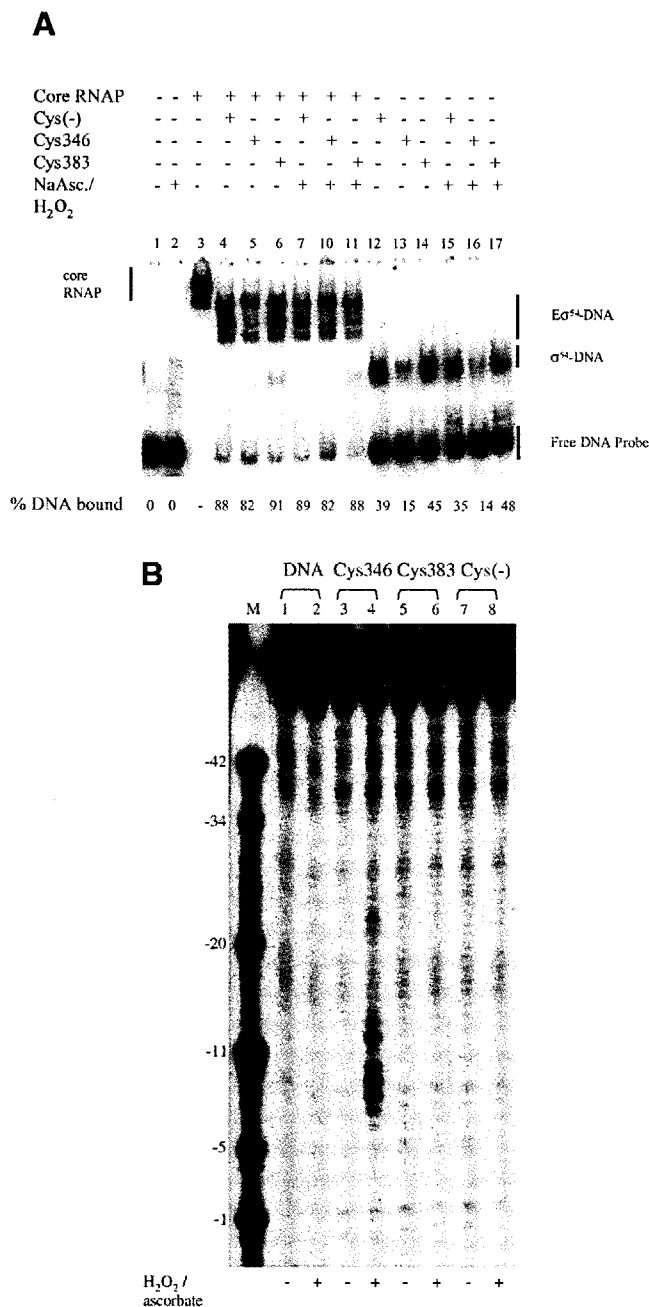 A
Core RNAP - - + + + + + + + - - - - - -
Cys(-) - - - + - - + - - + - - + - -
Cys346 - - - - + - - + - - + - - + -
Cys383 - - - - - + - - + - - + - - +
NaAsc./ - + - - - - + + + - - - + + +
H₂O₂
1 2 3 4 5 6 7 10 11 12 13 14 15 16 17
core
RNAP
Eσ⁵⁴-DNA
σ⁵⁴-DNA
Free DNA Probe
% DNA bound 0 0 - 88 82 91 89 82 88 39 15 45 35 14 48
B
DNA Cys346 Cys383 Cys(-)
M 1 2 3 4 5 6 7 8
-42
-34
-20
-11
-5
-1
H₂O₂ / - + - + - + - +
ascorbate